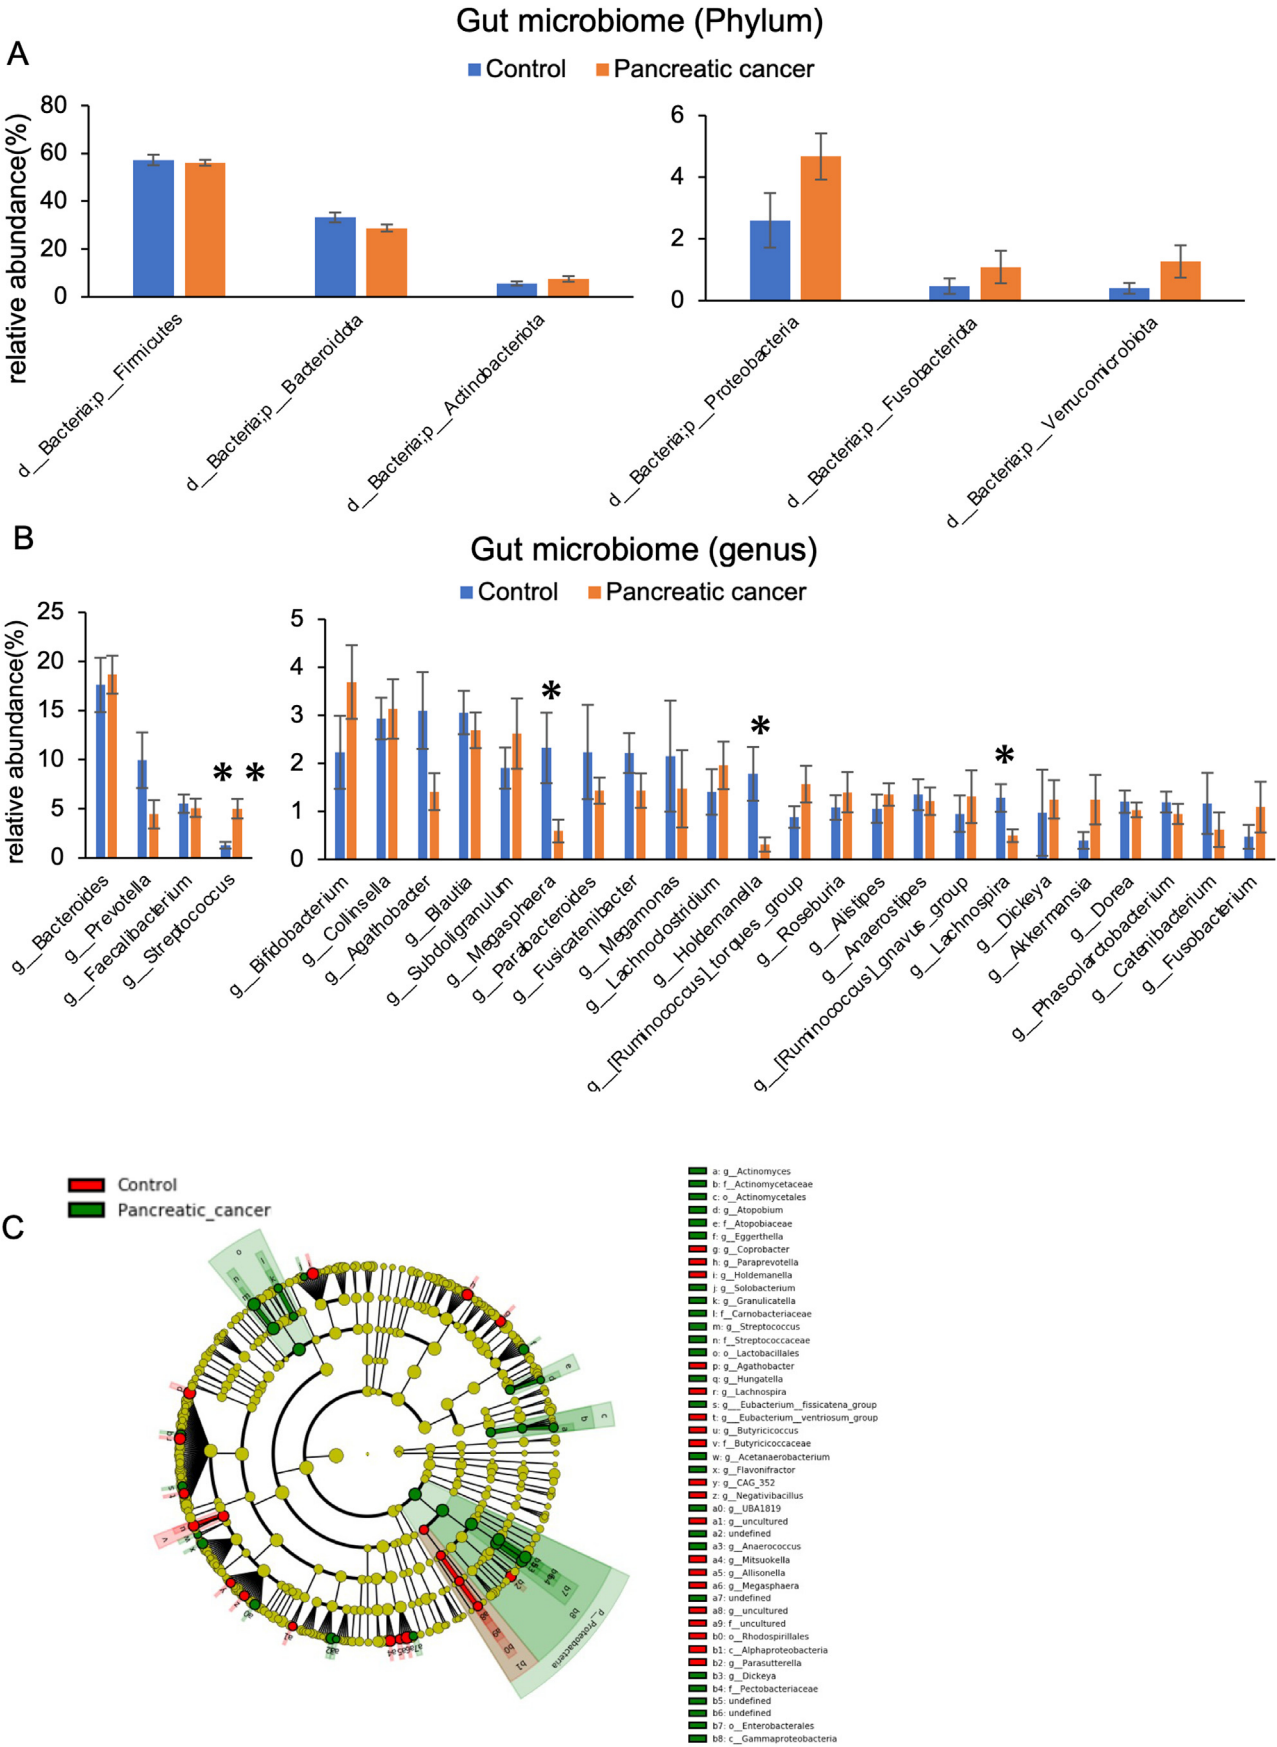 Gut microbiome (Phylum)
A
Control
Pancreatic cancer
relative abundance(%)
80
60
40
20
0
d__Bacteria;p__Firmicutes
d__Bacteria;p__Bacteroidota
d__Bacteria;p__Actinobacteriota
6
4
2
0
d__Bacteria;p__Proteobacteria
d__Bacteria;p__Fusobacteriota
d__Bacteria;p__Verrucomicrobiota
B
Gut microbiome (genus)
Control
Pancreatic cancer
relative abundance(%)
25
20
15
10
5
0
* *
g__Bacteroides
g__Prevotella
g__Faecalibacterium
g__Streptococcus
5
4
3
2
1
0
*
*
*
g__Bifidobacterium
g__Collinsella
g__Agathobacter
g__Blautia
g__Subdoligranulum
g__Megasphaera
g__Parabacteroides
g__Fusicatenibacter
g__Megamonas
g__Lachnoclostridium
g__Holdemanella
g__[Ruminococcus]_torques_group
g__Roseburia
g__Alistipes
g__Anaerostipes
g__[Ruminococcus]_gnavus_group
g__Lachnospira
g__Dickeya
g__Akkermansia
g__Dorea
g__Phascolarctobacterium
g__Catenibacterium
g__Fusobacterium
C
Control
Pancreatic_cancer
o
n
m
e
c
b
a
v
b0
b1
b7
b8
p__Proteobacteria
a: g__Actinomyces
b: f__Actinomycetaceae
c: o__Actinomycetales
d: g__Atopobium
e: f__Atopobiaceae
f: g__Eggerthella
g: g__Coprobacter
h: g__Paraprevotella
i: g__Holdemanella
j: g__Solobacterium
k: g__Granulicatella
l: f__Carnobacteriaceae
m: g__Streptococcus
n: f__Streptococcaceae
o: o__Lactobacillales
p: g__Agathobacter
q: g__Hungatella
r: g__Lachnospira
s: g___Eubacterium__fissicatena_group
t: g___Eubacterium__ventriosum_group
u: g__Butyricicoccus
v: f__Butyricicoccaceae
w: g__Acetanaerobacterium
x: g__Flavonifractor
y: g__CAG_352
z: g__Negativibacillus
a0: g__UBA1819
a1: g__uncultured
a2: undefined
a3: g__Anaerococcus
a4: g__Mitsuokella
a5: g__Allisonella
a6: g__Megasphaera
a7: undefined
a8: g__uncultured
a9: f__uncultured
b0: o__Rhodospirillales
b1: c__Alphaproteobacteria
b2: g__Parasutterella
b3: g__Dickeya
b4: f__Pectobacteriaceae
b5: undefined
b6: undefined
b7: o__Enterobacterales
b8: c__Gammaproteobacteria